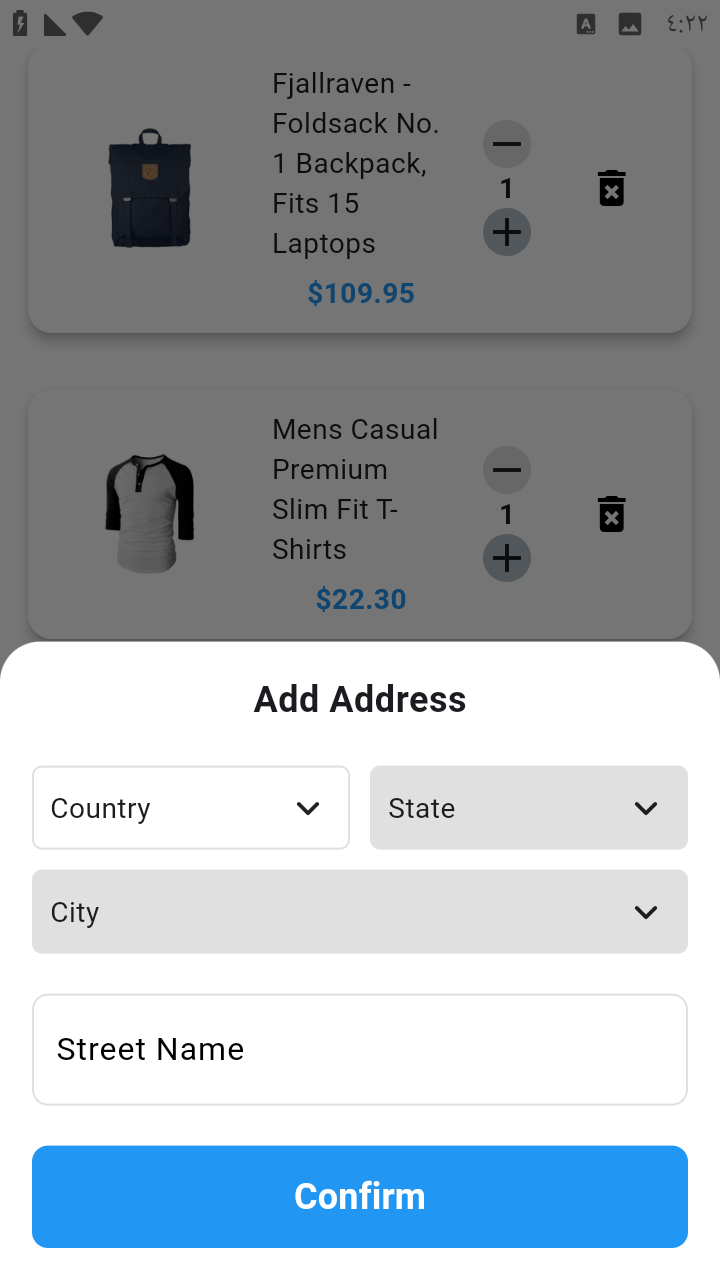 ٤:٢٢
Fjallraven -
Foldsack No.
1 Backpack,
Fits 15
Laptops
1
$109.95
Mens Casual
Premium
Slim Fit T-
Shirts
1
$22.30
Add Address
Country
State
City
Street Name
Confirm